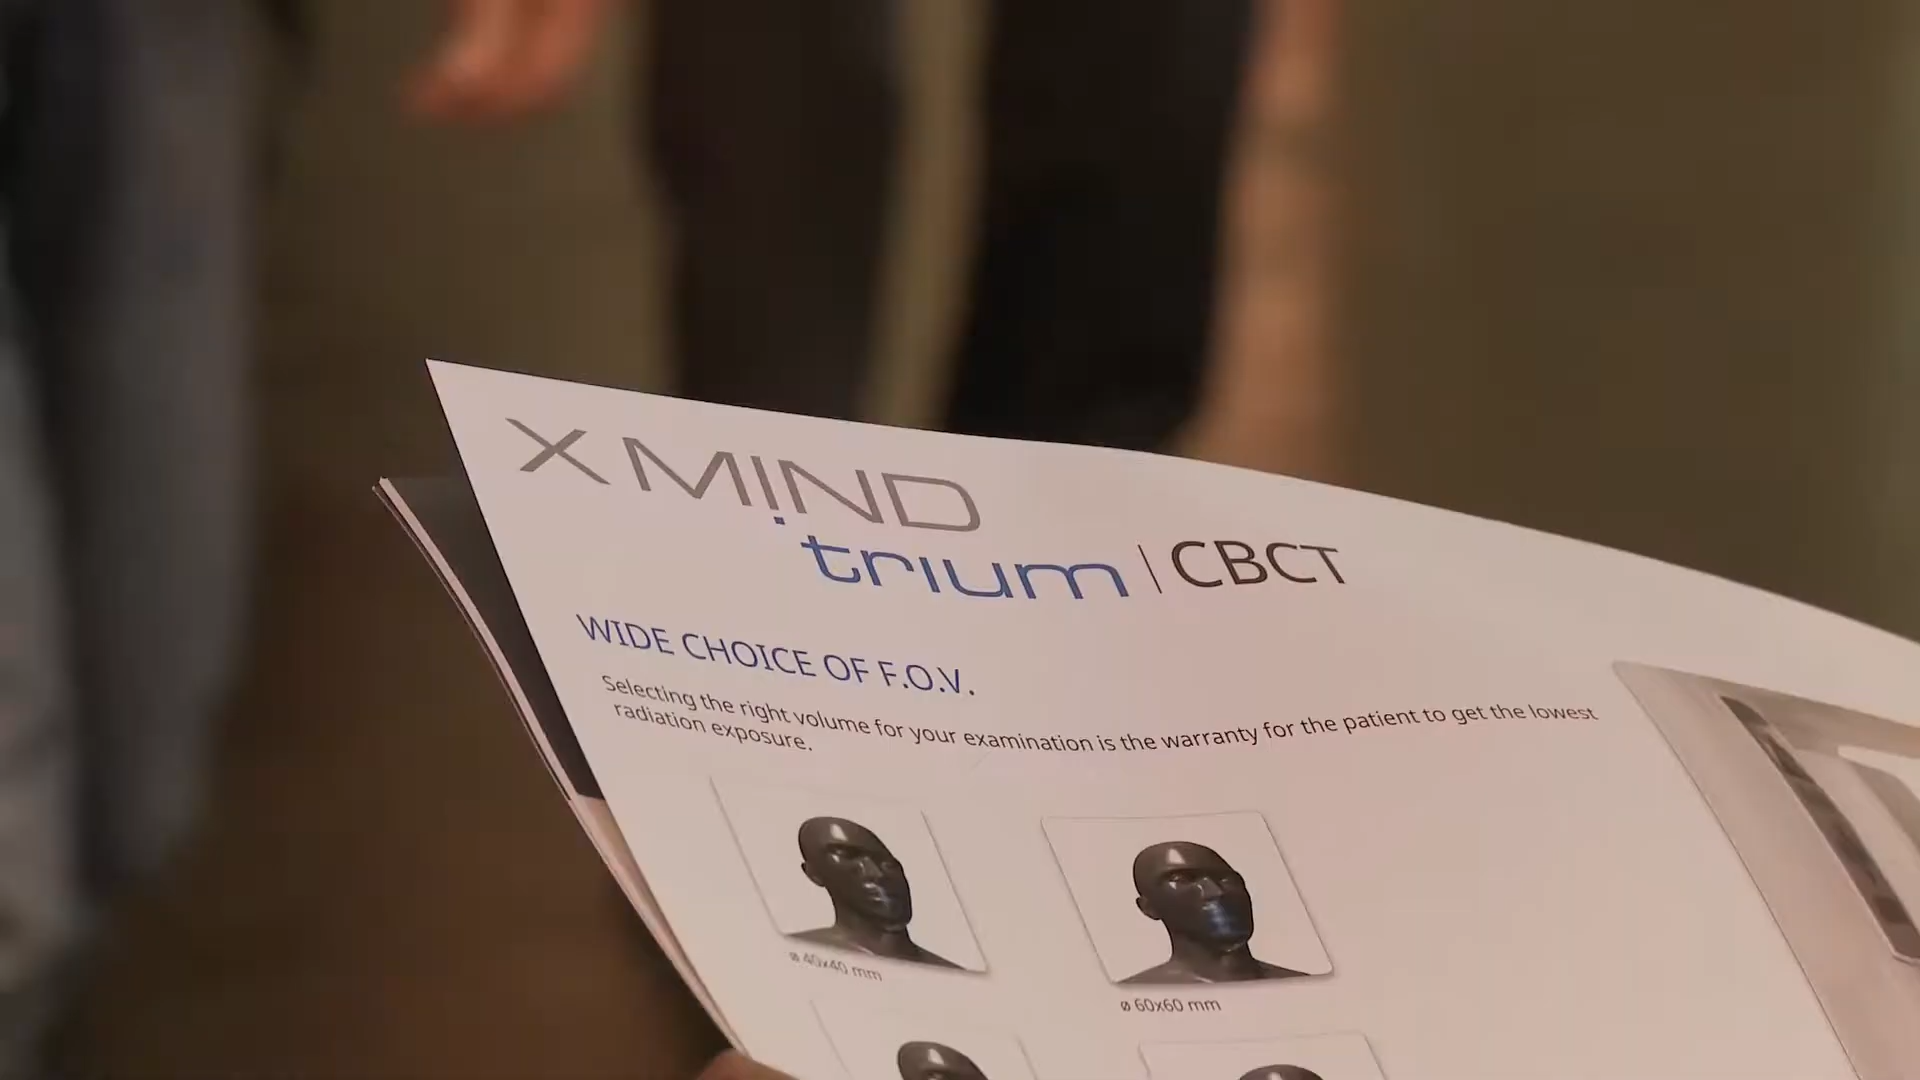 X MIND
trium | CBCT
WIDE CHOICE OF F.O.V.
Selecting the right volume for your examination is the warranty for the patient to get the lowest
radiation exposure.
ø 40x40 mm
ø 60x60 mm